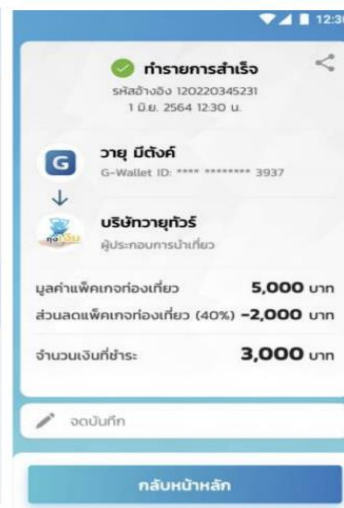 12:30
ทำรายการสำเร็จ
รหัสอ้างอิง 120220345231
1 มิ.ย. 2564 12:30 น.
G
วายุ มีตังค์
G-Wallet ID: **** ******** 3937
ถุงเงิน
บริษัทวายุทัวร์
ผู้ประกอบการนำเที่ยว
มูลค่าแพ็คเกจท่องเที่ยว 5,000 บาท
ส่วนลดแพ็คเกจท่องเที่ยว (40%) -2,000 บาท
จำนวนเงินที่ชำระ 3,000 บาท
จดบันทึก
กลับหน้าหลัก